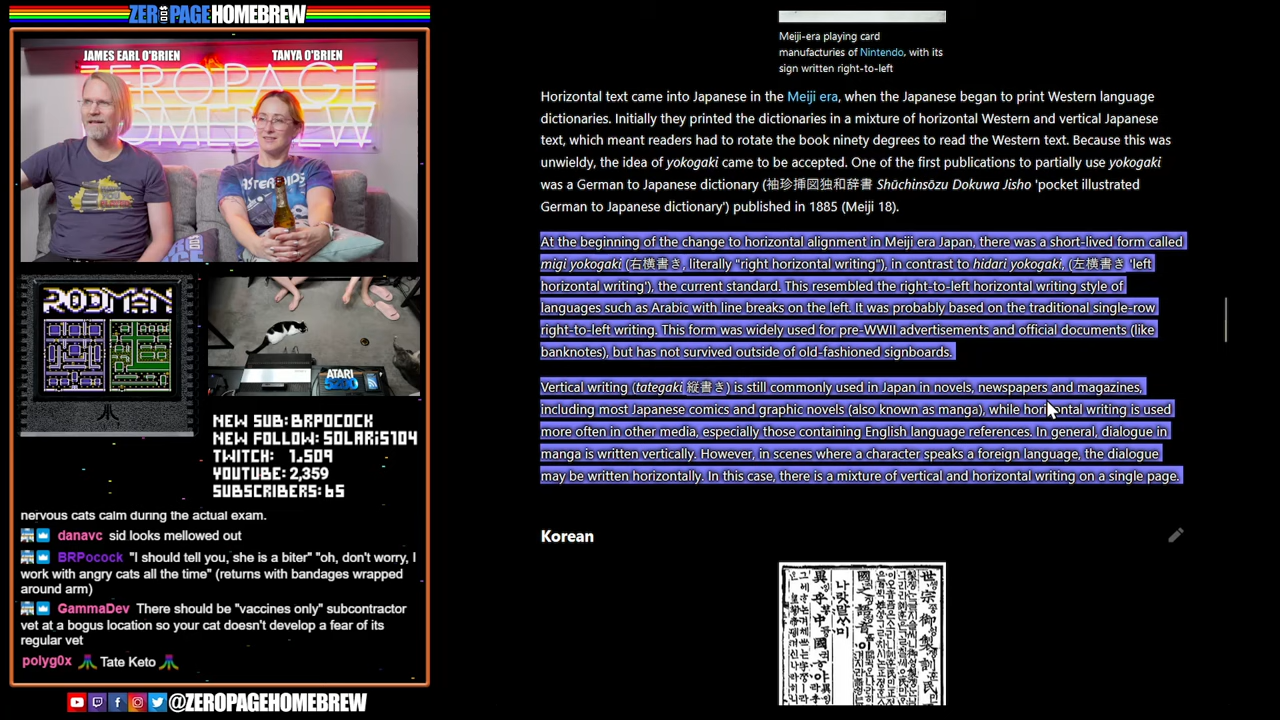 ZEROPAGE HOMEBREW
JAMES EARL O'BRIEN
TANYA O'BRIEN
ZEROPAGE
HOMEBREW
ASTEROIDS
RODMAN
ATARI
5200
NEW SUB: BRPOCOCK
NEW FOLLOW: SOLARIS104
TWITCH: 1,509
YOUTUBE: 2,359
SUBSCRIBERS: 65
nervous cats calm during the actual exam.
danavc sid looks mellowed out
BRPocock "I should tell you, she is a biter" "oh, don't worry, I
work with angry cats all the time" (returns with bandages wrapped
around arm)
GammaDev There should be "vaccines only" subcontractor
vet at a bogus location so your cat doesn't develop a fear of its
regular vet
polyg0x Tate Keto
@ZEROPAGEHOMEBREW
Meiji-era playing card
manufacturies of Nintendo, with its
sign written right-to-left
Horizontal text came into Japanese in the Meiji era, when the Japanese began to print Western language
dictionaries. Initially they printed the dictionaries in a mixture of horizontal Western and vertical Japanese
text, which meant readers had to rotate the book ninety degrees to read the Western text. Because this was
unwieldy, the idea of yokogaki came to be accepted. One of the first publications to partially use yokogaki
was a German to Japanese dictionary (袖珍挿図独和辞書 Shūchinsōzu Dokuwa Jisho 'pocket illustrated
German to Japanese dictionary') published in 1885 (Meiji 18).
At the beginning of the change to horizontal alignment in Meiji era Japan, there was a short-lived form called
migi yokogaki (右横書き, literally "right horizontal writing"), in contrast to hidari yokogaki, (左横書き 'left
horizontal writing'), the current standard. This resembled the right-to-left horizontal writing style of
languages such as Arabic with line breaks on the left. It was probably based on the traditional single-row
right-to-left writing. This form was widely used for pre-WWII advertisements and official documents (like
banknotes), but has not survived outside of old-fashioned signboards.
Vertical writing (tategaki 縦書き) is still commonly used in Japan in novels, newspapers and magazines,
including most Japanese comics and graphic novels (also known as manga), while horizontal writing is used
more often in other media, especially those containing English language references. In general, dialogue in
manga is written vertically. However, in scenes where a character speaks a foreign language, the dialogue
may be written horizontally. In this case, there is a mixture of vertical and horizontal writing on a single page.
Korean
世宗御製訓民
나랏말ᄊᆞ미